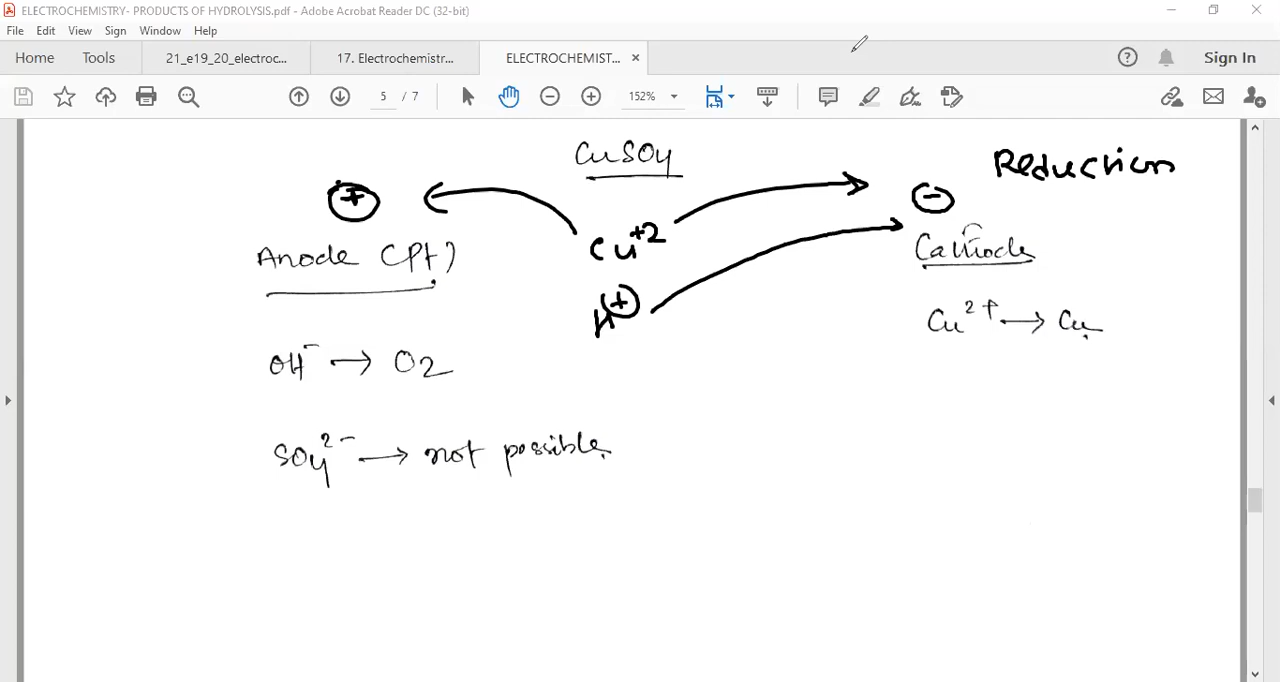 ELECTROCHEMISTRY- PRODUCTS OF HYDROLYSIS.pdf - Adobe Acrobat Reader DC (32-bit)
File Edit View Sign Window Help
Home Tools 21_e19_20_electroc... 17. Electrochemistr... ELECTROCHEMIST... × ? Sign In
5 / 7 152%
CuSO4
Reduction
+ Cu+2 −
Anode (Pt) Cathode
H+
Cu2+ → Cu
OH− → O2
SO42− → not possible